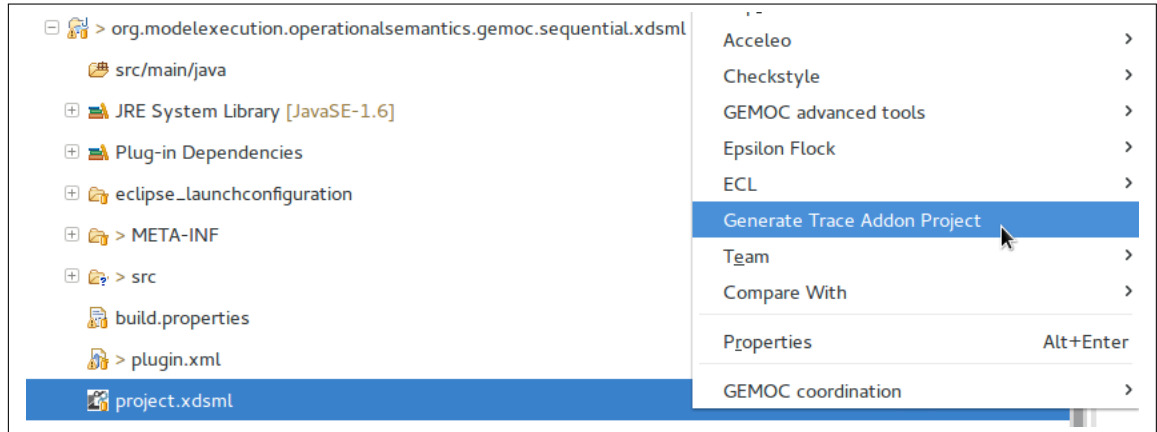 > org.modelexecution.operationalsemantics.gemoc.sequential.xdsml
src/main/java
JRE System Library [JavaSE-1.6]
Plug-in Dependencies
eclipse_launchconfiguration
> META-INF
> src
build.properties
> plugin.xml
project.xdsml
Acceleo
Checkstyle
GEMOC advanced tools
Epsilon Flock
ECL
Generate Trace Addon Project
Team
Compare With
Properties Alt+Enter
GEMOC coordination